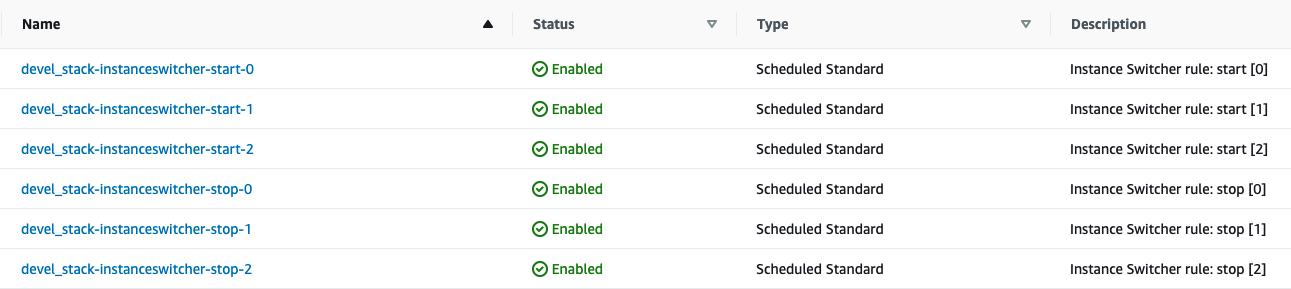 Name Status Type Description
devel_stack-instanceswitcher-start-0 Enabled Scheduled Standard Instance Switcher rule: start [0]
devel_stack-instanceswitcher-start-1 Enabled Scheduled Standard Instance Switcher rule: start [1]
devel_stack-instanceswitcher-start-2 Enabled Scheduled Standard Instance Switcher rule: start [2]
devel_stack-instanceswitcher-stop-0 Enabled Scheduled Standard Instance Switcher rule: stop [0]
devel_stack-instanceswitcher-stop-1 Enabled Scheduled Standard Instance Switcher rule: stop [1]
devel_stack-instanceswitcher-stop-2 Enabled Scheduled Standard Instance Switcher rule: stop [2]